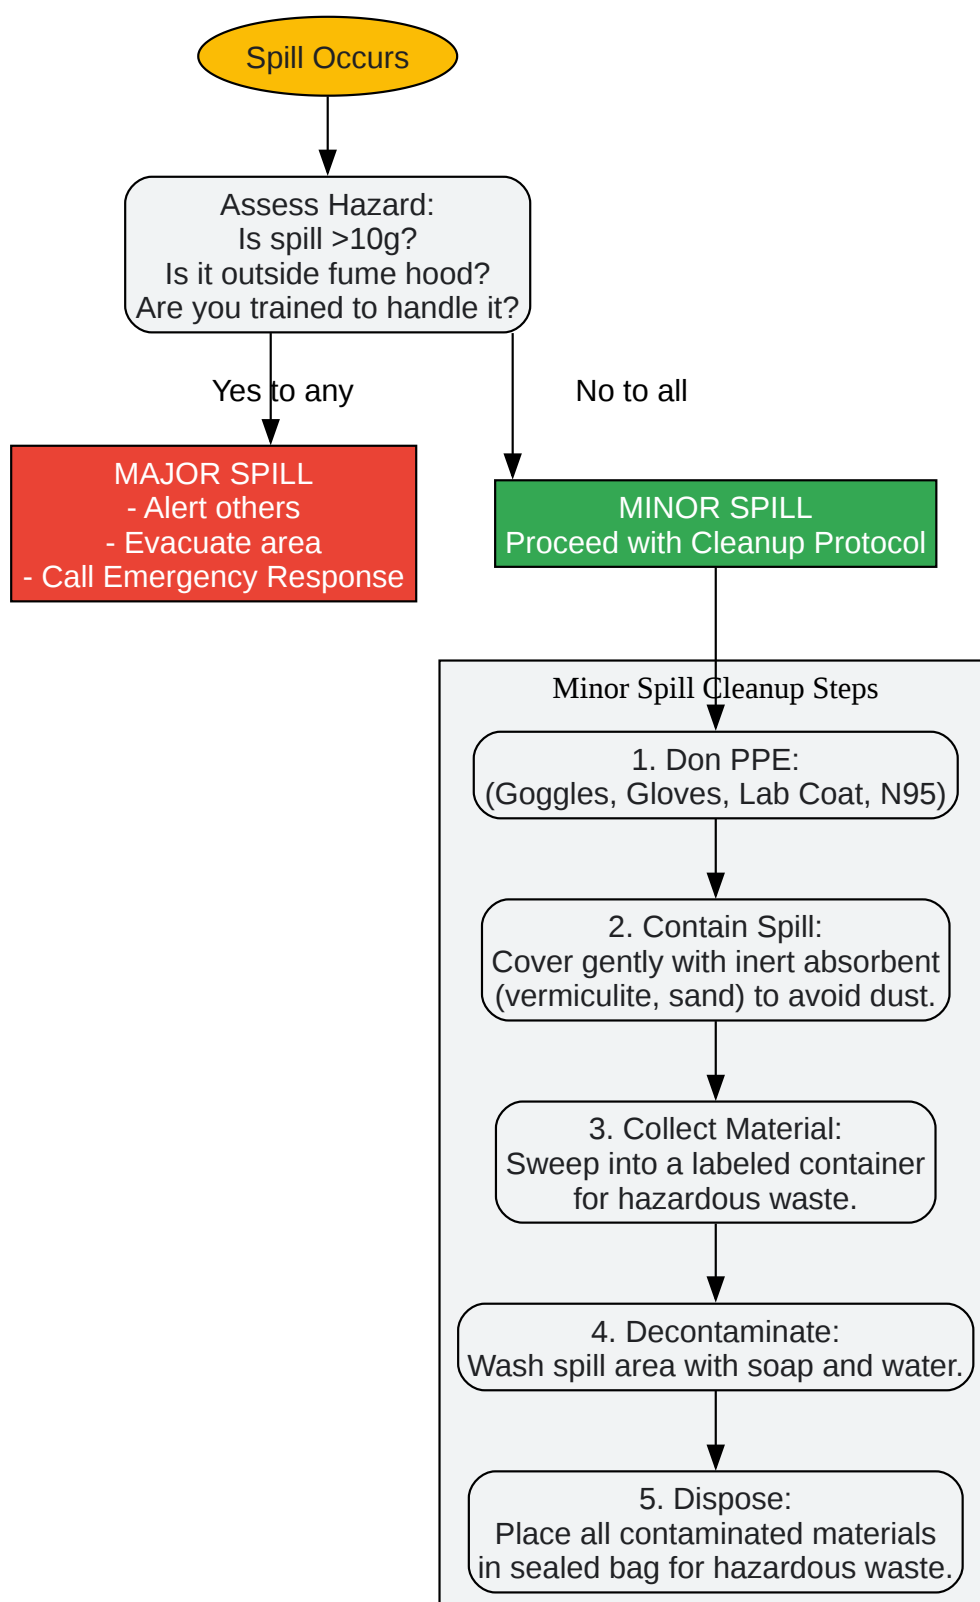 Spill Occurs
Assess Hazard:
Is spill >10g?
Is it outside fume hood?
Are you trained to handle it?
Yes to any
No to all
MAJOR SPILL
- Alert others
- Evacuate area
- Call Emergency Response
MINOR SPILL
Proceed with Cleanup Protocol
Minor Spill Cleanup Steps
1. Don PPE:
(Goggles, Gloves, Lab Coat, N95)
2. Contain Spill:
Cover gently with inert absorbent
(vermiculite, sand) to avoid dust.
3. Collect Material:
Sweep into a labeled container
for hazardous waste.
4. Decontaminate:
Wash spill area with soap and water.
5. Dispose:
Place all contaminated materials
in sealed bag for hazardous waste.